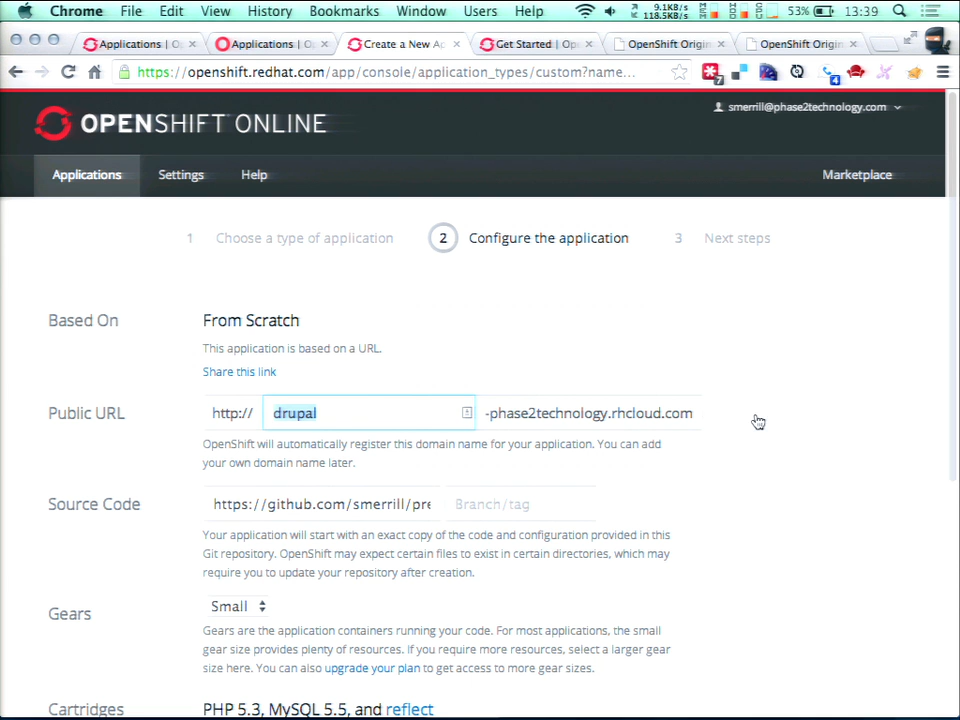 Chrome File Edit View History Bookmarks Window Users Help 9.1KB/s 118.5KB/s 53% 13:39
Applications | O Applications | O Create a New Ac Get Started | Ope OpenShift Origin OpenShift Origin
https://openshift.redhat.com/app/console/application_types/custom?name... 7 4
OPENSHIFT ONLINE
smerrill@phase2technology.com
Applications Settings Help Marketplace
1 Choose a type of application 2 Configure the application 3 Next steps
Based On From Scratch
This application is based on a URL.
Share this link
Public URL http:// drupal -phase2technology.rhcloud.com
OpenShift will automatically register this domain name for your application. You can add
your own domain name later.
Source Code https://github.com/smerrill/pre Branch/tag
Your application will start with an exact copy of the code and configuration provided in this
Git repository. OpenShift may expect certain files to exist in certain directories, which may
require you to update your repository after creation.
Gears Small
Gears are the application containers running your code. For most applications, the small
gear size provides plenty of resources. If you require more resources, select a larger gear
size here. You can also upgrade your plan to get access to more gear sizes.
Cartridges PHP 5.3, MySQL 5.5, and reflect